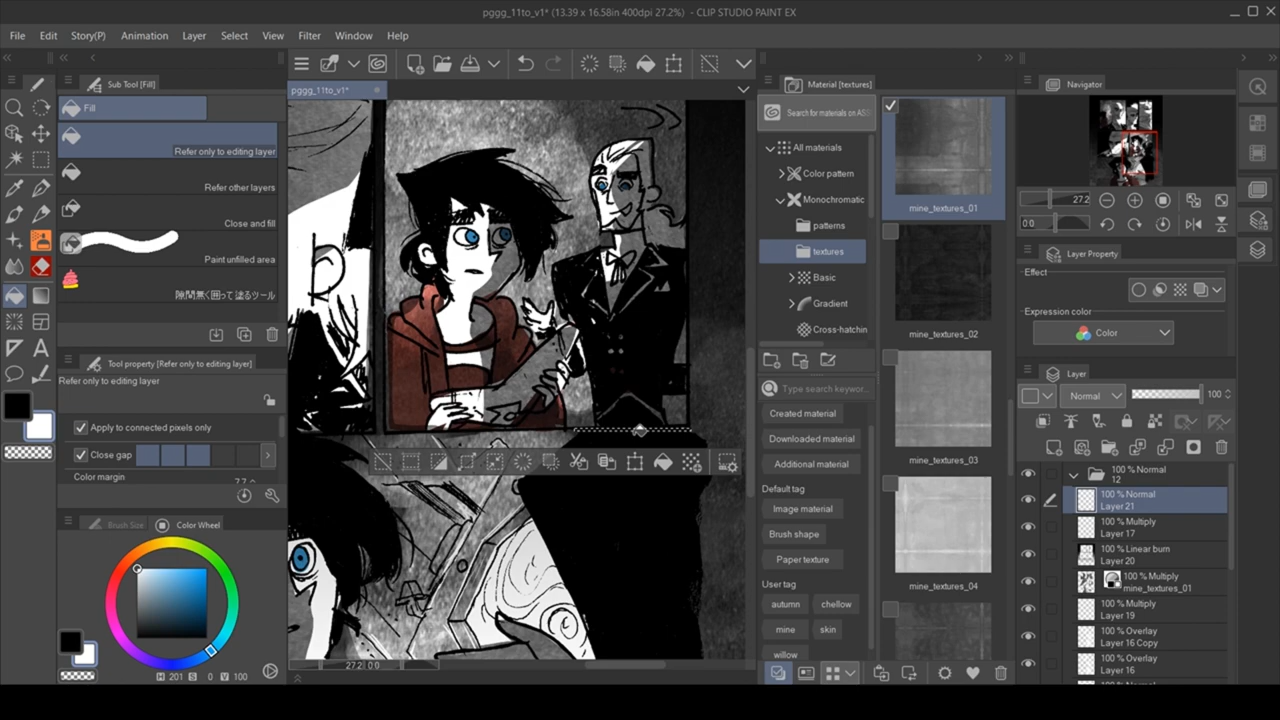 pggg_11to_v1* (13.39 x 16.58in 400dpi 27.2%) - CLIP STUDIO PAINT EX
File Edit Story(P) Animation Layer Select View Filter Window Help
Sub Tool [Fill]
Fill
Refer only to editing layer
Refer other layers
Close and fill
Paint unfilled area
隙間無く囲って塗るツール
Tool property [Refer only to editing layer]
Refer only to editing layer
Apply to connected pixels only
Close gap
Color margin
Brush Size Color Wheel
H 201 S 0 V 100
pggg_11to_v1*
27.2 0.0
Material [textures]
Search for materials on AS
All materials
Color pattern
Monochromatic
patterns
textures
Basic
Gradient
Cross-hatchin
Type search keywor...
Created material
Downloaded material
Additional material
Default tag
Image material
Brush shape
Paper texture
User tag
autumn chellow
mine skin
willow
mine_textures_01
mine_textures_02
mine_textures_03
mine_textures_04
Navigator
27.2
0.0
Layer Property
Effect
Expression color
Color
Layer
Normal 100
100 % Normal
12
100 % Normal
Layer 21
100 % Multiply
Layer 17
100 % Linear burn
Layer 20
100 % Multiply
mine_textures_01
100 % Multiply
Layer 19
100 % Overlay
Layer 16 Copy
100 % Overlay
Layer 16